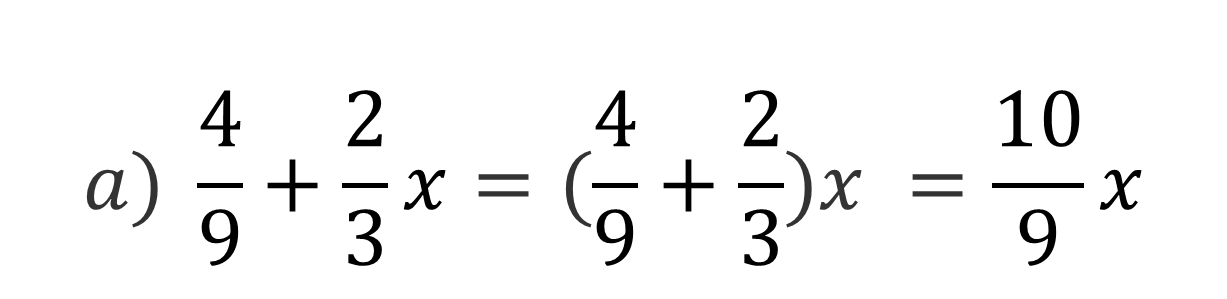 a) 4/9 + 2/3 x = (4/9 + 2/3)x = 10/9 x